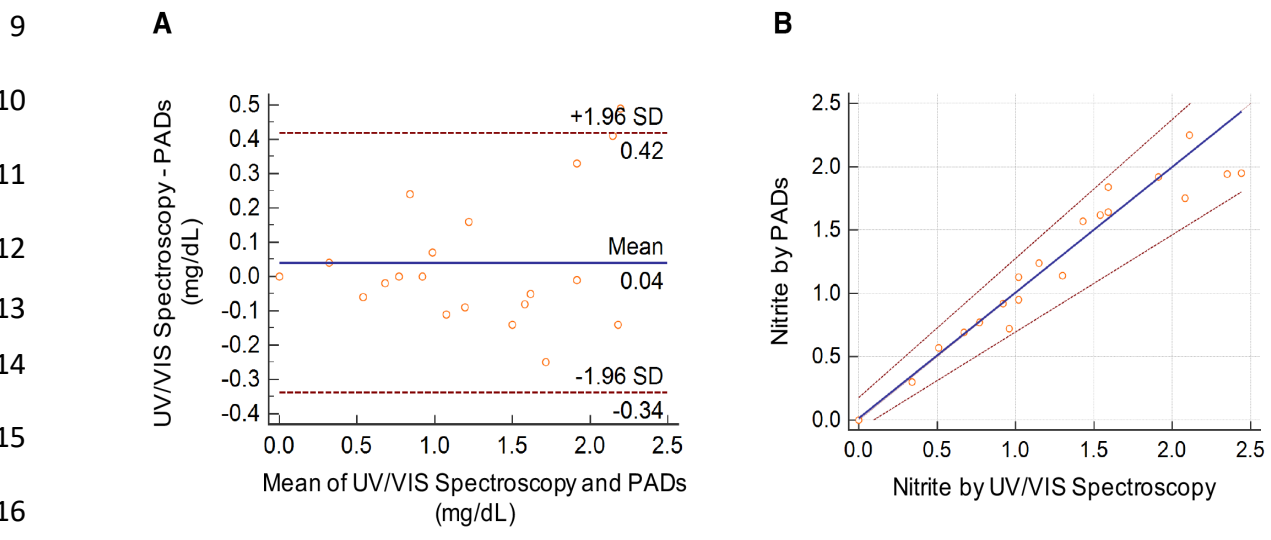 9
10
11
12
13
14
15
16
A
UV/VIS Spectroscopy - PADs
(mg/dL)
0.5
0.4
0.3
0.2
0.1
0.0
-0.1
-0.2
-0.3
-0.4
+1.96 SD
0.42
Mean
0.04
-1.96 SD
-0.34
0.0 0.5 1.0 1.5 2.0 2.5
Mean of UV/VIS Spectroscopy and PADs
(mg/dL)
B
Nitrite by PADs
2.5
2.0
1.5
1.0
0.5
0.0
0.0 0.5 1.0 1.5 2.0 2.5
Nitrite by UV/VIS Spectroscopy